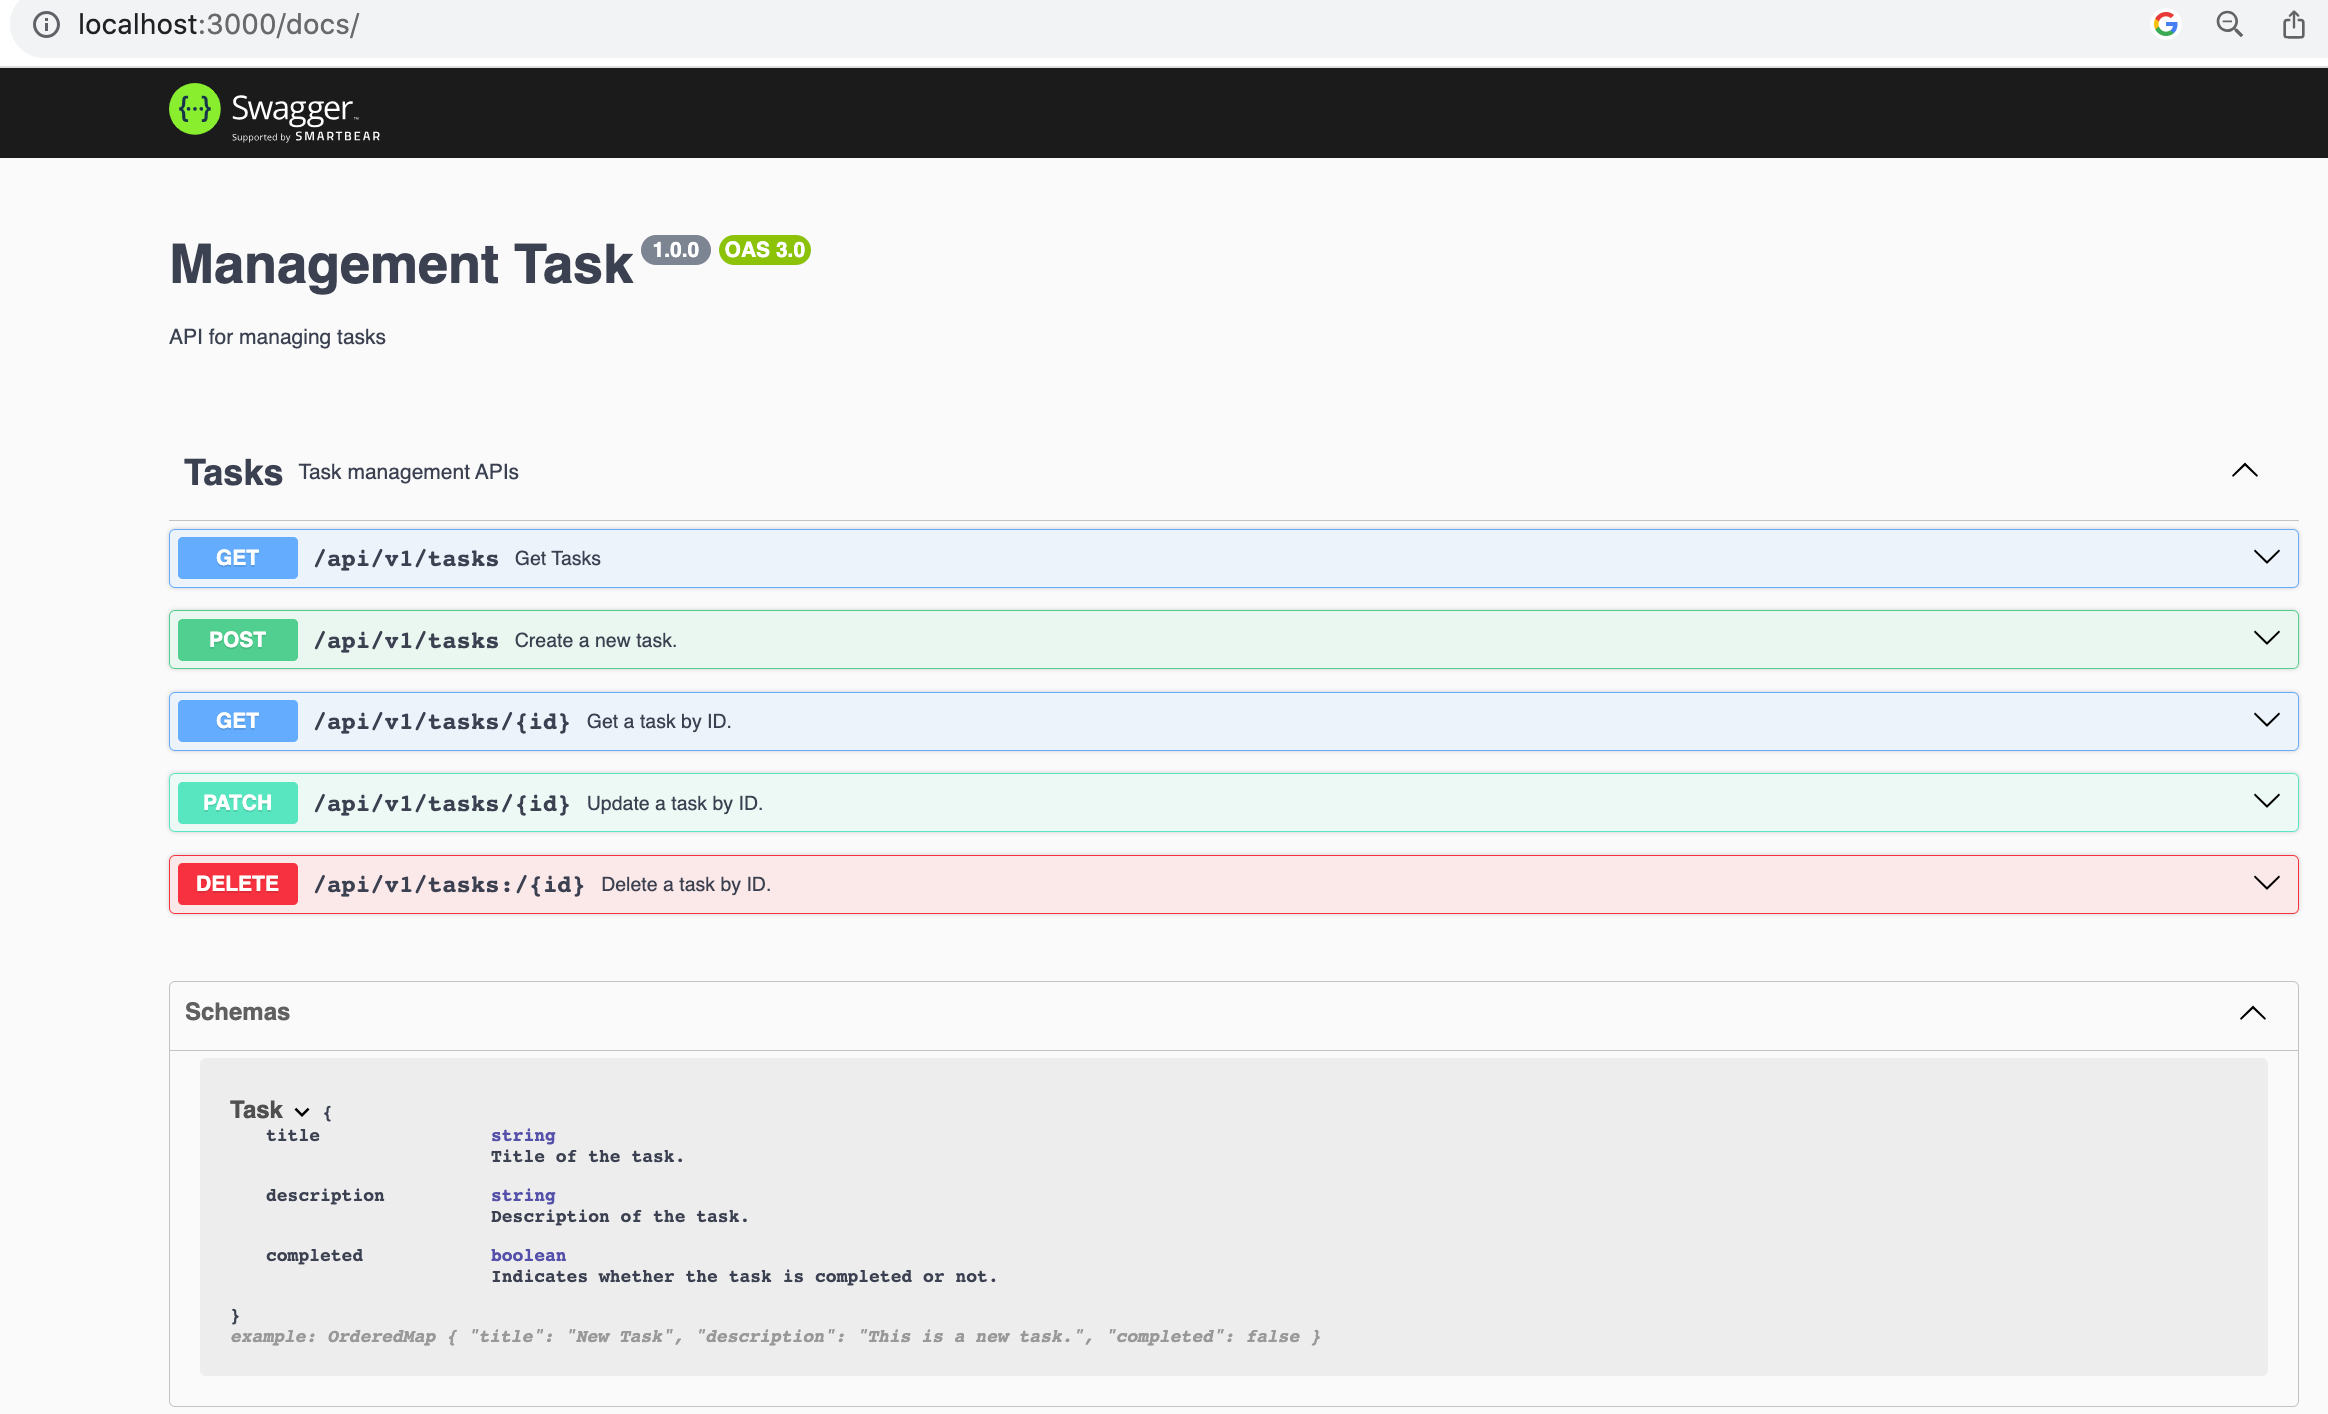 localhost:3000/docs/
{···} Swagger™
Supported by SMARTBEAR
Management Task 1.0.0 OAS 3.0
API for managing tasks
Tasks Task management APIs
GET /api/v1/tasks Get Tasks
POST /api/v1/tasks Create a new task.
GET /api/v1/tasks/{id} Get a task by ID.
PATCH /api/v1/tasks/{id} Update a task by ID.
DELETE /api/v1/tasks:/{id} Delete a task by ID.
Schemas
Task {
title string
Title of the task.
description string
Description of the task.
completed boolean
Indicates whether the task is completed or not.
}
example: OrderedMap { "title": "New Task", "description": "This is a new task.", "completed": false }